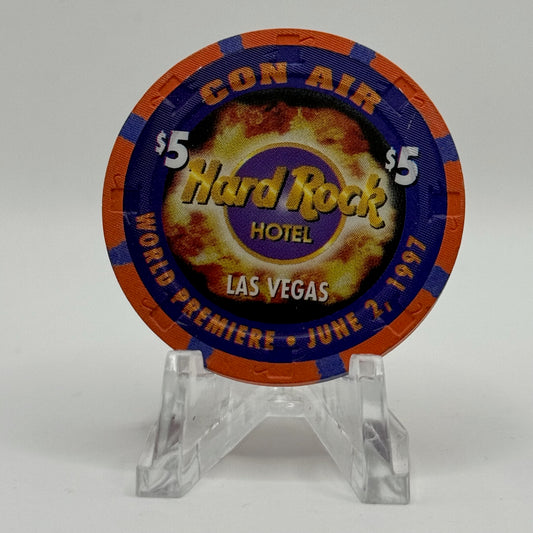 CON AIR
$5 $5
Hard Rock
HOTEL
LAS VEGAS
WORLD PREMIERE • JUNE 2, 1997